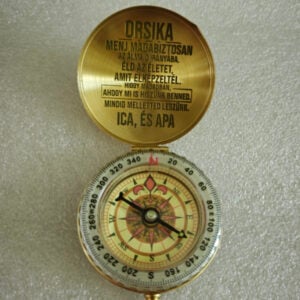 ORSIKA
MENJ MAGABIZTOSAN
AZ ÁLMAID IRÁNYÁBA.
ÉLD AZ ÉLETET,
AMIT ELKÉPZELTÉL.
HIGGY MAGADBAN,
AHOGY MI IS HISZÜNK BENNED.
MINDIG MELLETTED LESZÜNK.
ICA, ÉS APA
N
E
S
W